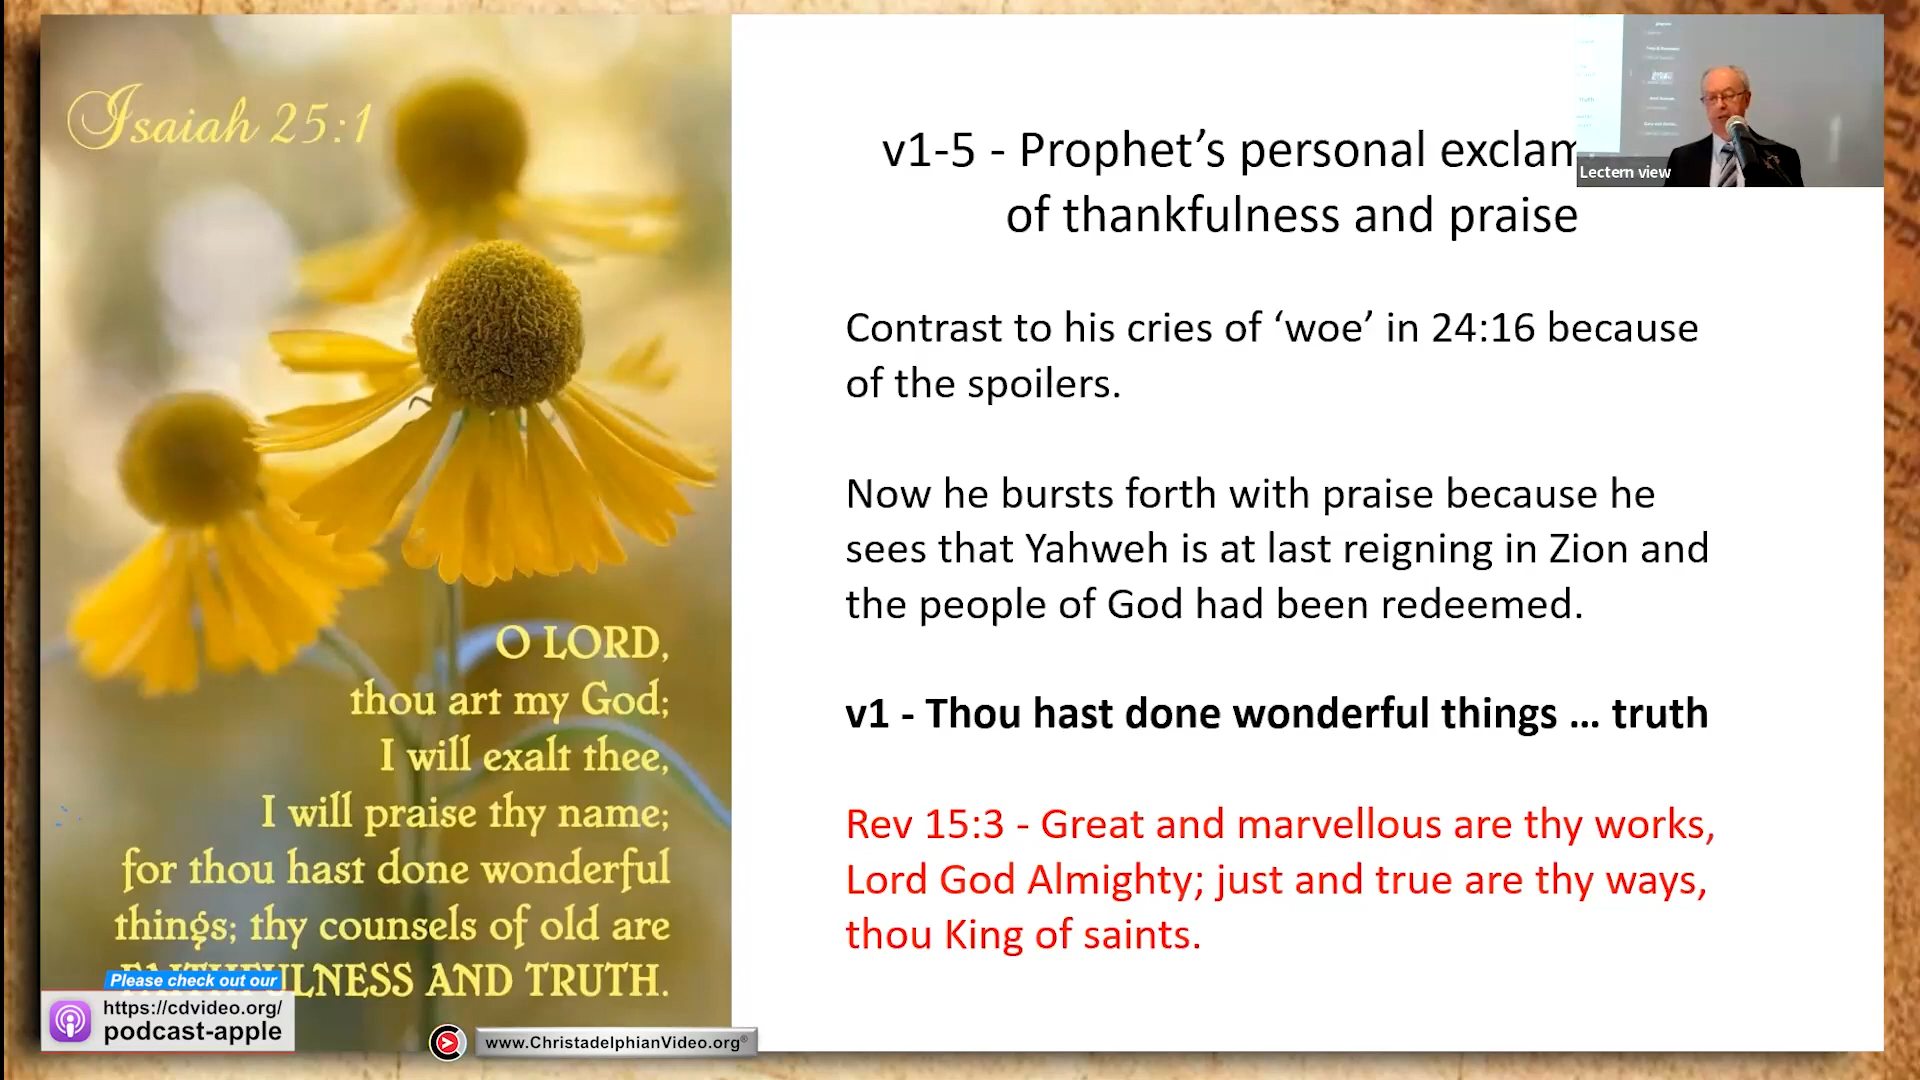 Isaiah 25:1
O LORD,
thou art my God;
I will exalt thee,
I will praise thy name;
for thou hast done wonderful
things; thy counsels of old are
AND TRUTH.
Please check out our
https://cdvideo.org/
podcast-apple
www.ChristadelphianVideo.org®
v1-5 - Prophet’s personal
of thankfulness and praise
Contrast to his cries of ‘woe’ in 24:16 because
of the spoilers.
Now he bursts forth with praise because he
sees that Yahweh is at last reigning in Zion and
the people of God had been redeemed.
v1 - Thou hast done wonderful things ... truth
Rev 15:3 - Great and marvellous are thy works,
Lord God Almighty; just and true are thy ways,
thou King of saints.
Lectern view